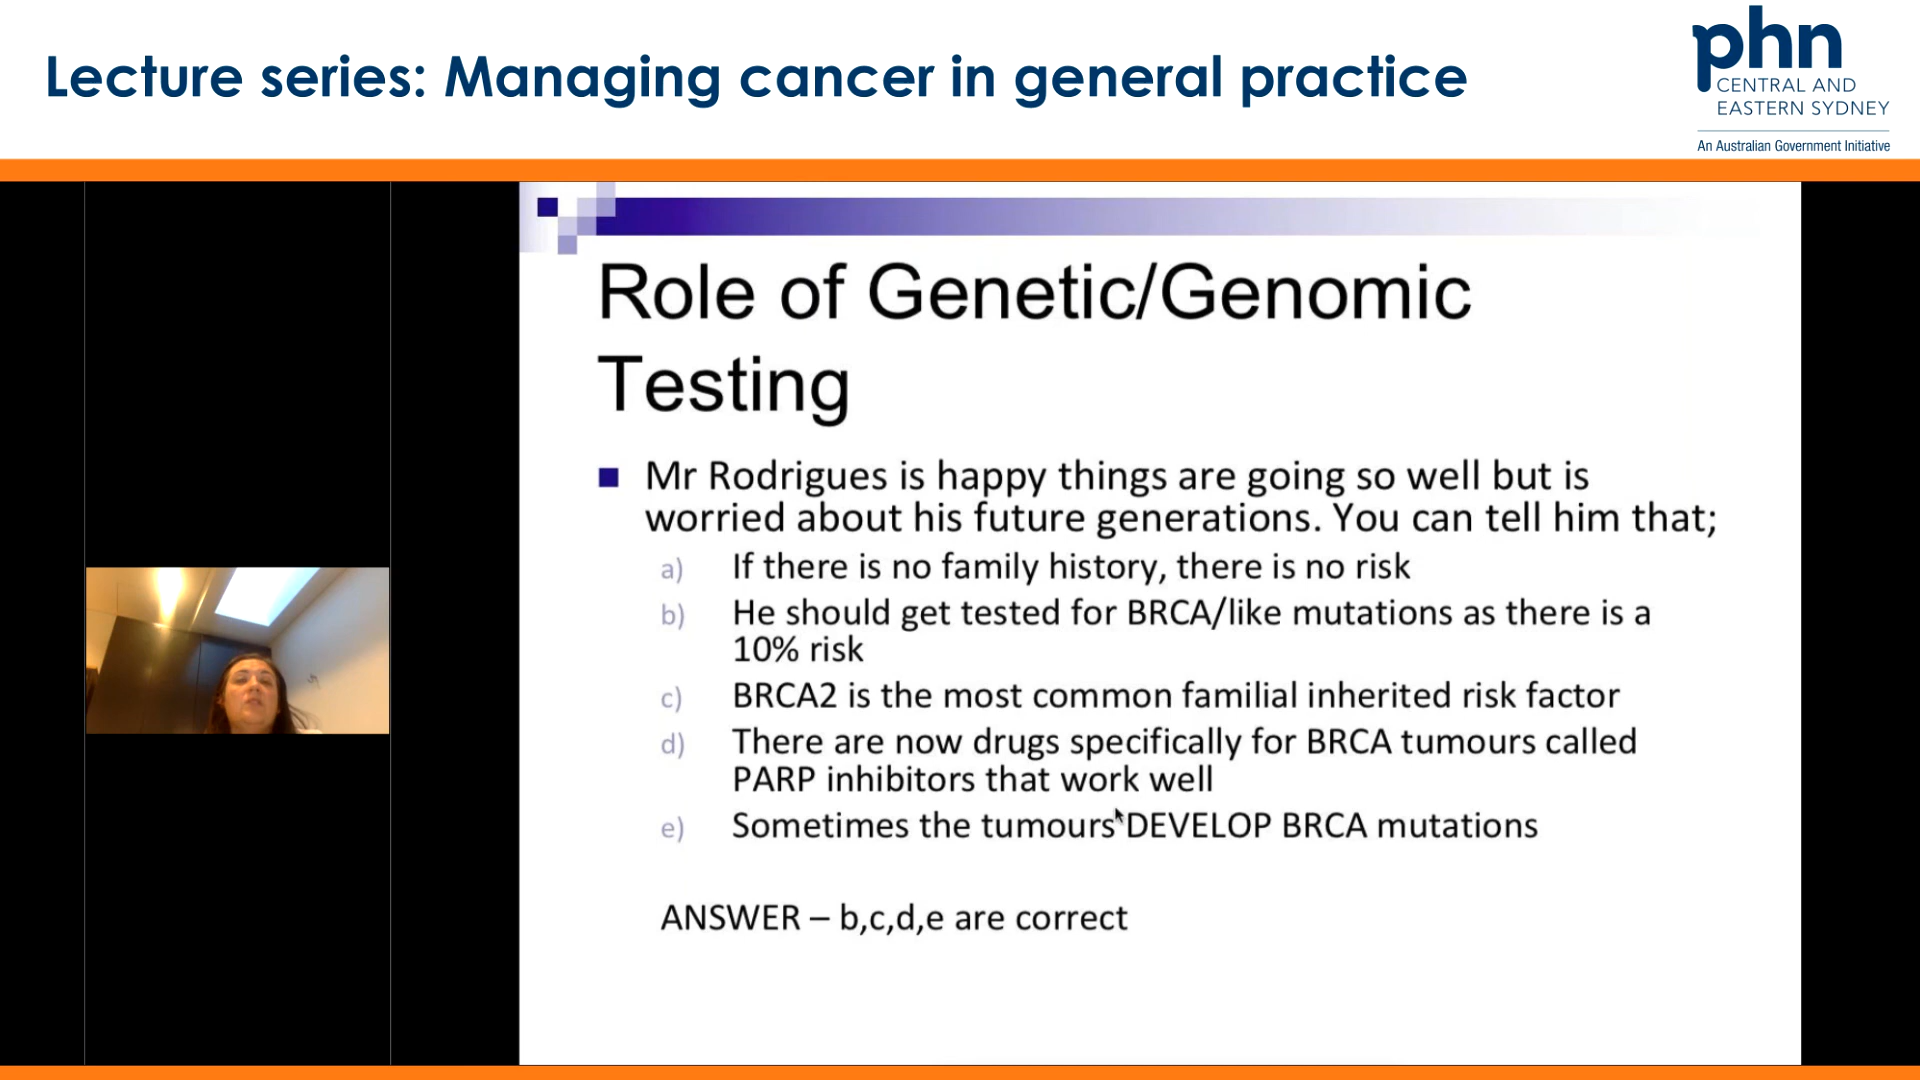 Lecture series: Managing cancer in general practice
phn
CENTRAL AND
EASTERN SYDNEY
An Australian Government Initiative
Role of Genetic/Genomic
Testing
Mr Rodrigues is happy things are going so well but is
worried about his future generations. You can tell him that;
a) If there is no family history, there is no risk
b) He should get tested for BRCA/like mutations as there is a
10% risk
c) BRCA2 is the most common familial inherited risk factor
d) There are now drugs specifically for BRCA tumours called
PARP inhibitors that work well
e) Sometimes the tumours DEVELOP BRCA mutations
ANSWER – b,c,d,e are correct